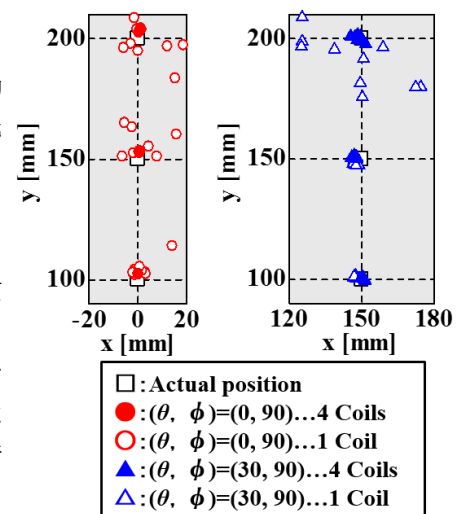 200
150
100
y [mm]
-20 0 20
x [mm]
200
150
100
y [mm]
120 150 180
x [mm]
□:Actual position
●:(θ, ϕ)=(0, 90)…4 Coils
○:(θ, ϕ)=(0, 90)…1 Coil
▲:(θ, ϕ)=(30, 90)…4 Coils
△:(θ, ϕ)=(30, 90)…1 Coil